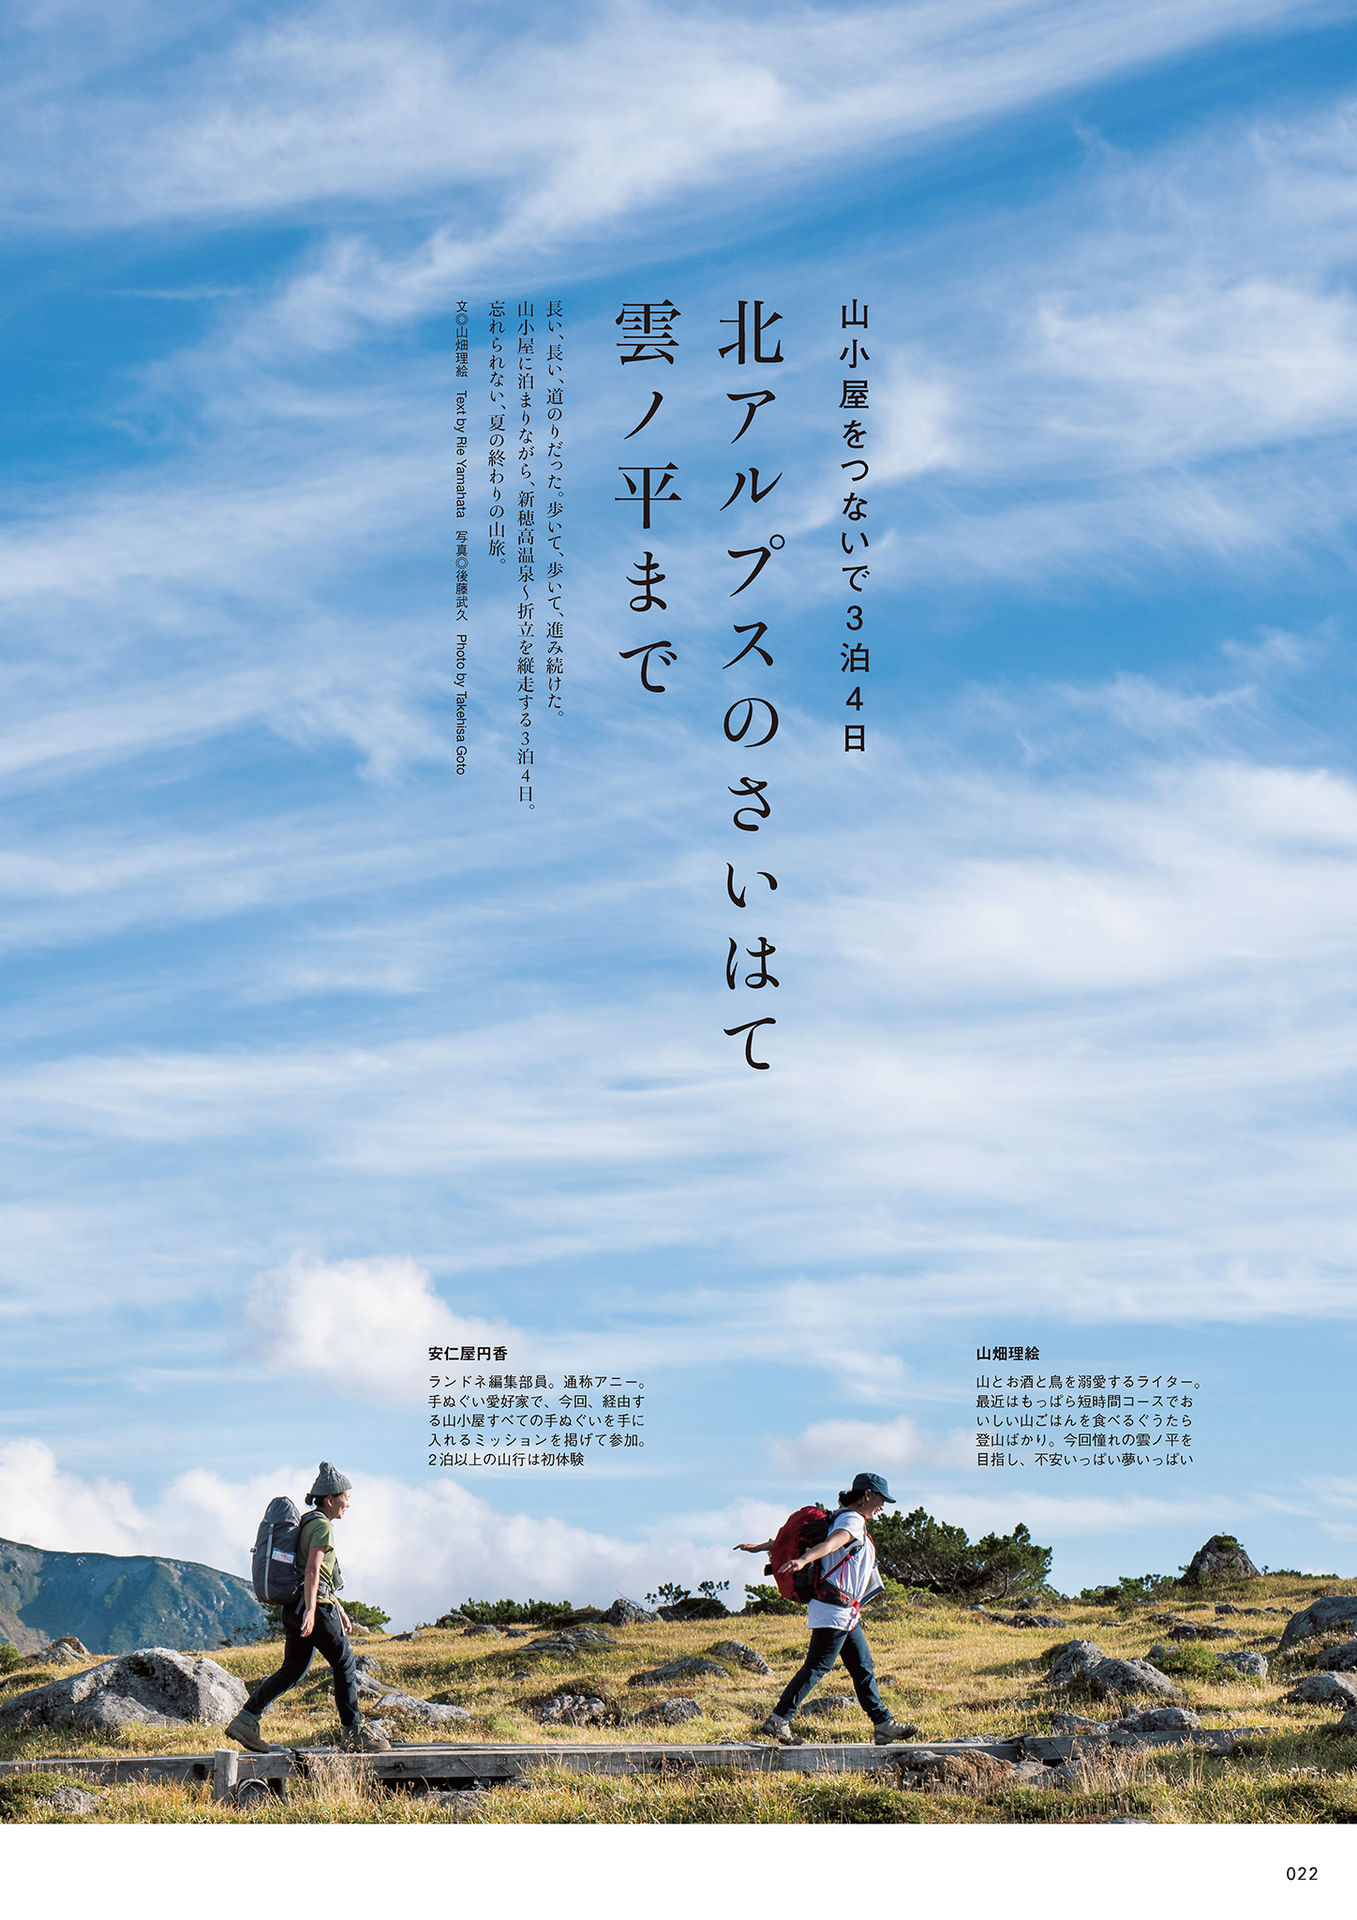 山小屋をつないで3泊4日
北アルプスのさいはて
雲ノ平まで
長い、長い、道のりだった。歩いて、歩いて、進み続けた。
山小屋に泊まりながら、新穂高温泉〜折立を縦走する3泊4日。
忘れられない、夏の終わりの山旅。
文◎山畑理絵　Text by Rie Yamahata　写真◎後藤武久　Photo by Takehisa Goto
安仁屋円香
ランドネ編集部員。通称アニー。
手ぬぐい愛好家で、今回、経由す
る山小屋すべての手ぬぐいを手に
入れるミッションを掲げて参加。
2泊以上の山行は初体験
山畑理絵
山とお酒と鳥を溺愛するライター。
最近はもっぱら短時間コースでお
いしい山ごはんを食べるぐうたら
登山ばかり。今回憧れの雲ノ平を
目指し、不安いっぱい夢いっぱい
022